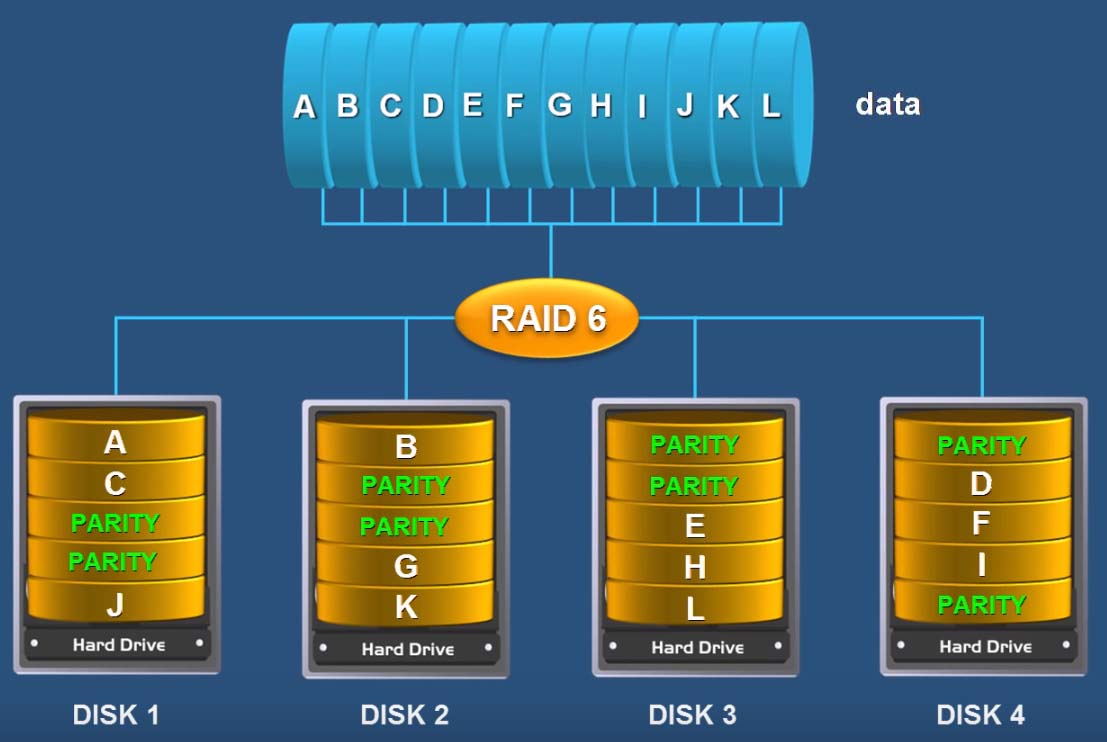 A B C D E F G H I J K L
data
RAID 6
A
C
PARITY
PARITY
J
Hard Drive
DISK 1
B
PARITY
PARITY
G
K
Hard Drive
DISK 2
PARITY
PARITY
E
H
L
Hard Drive
DISK 3
PARITY
D
F
I
PARITY
Hard Drive
DISK 4